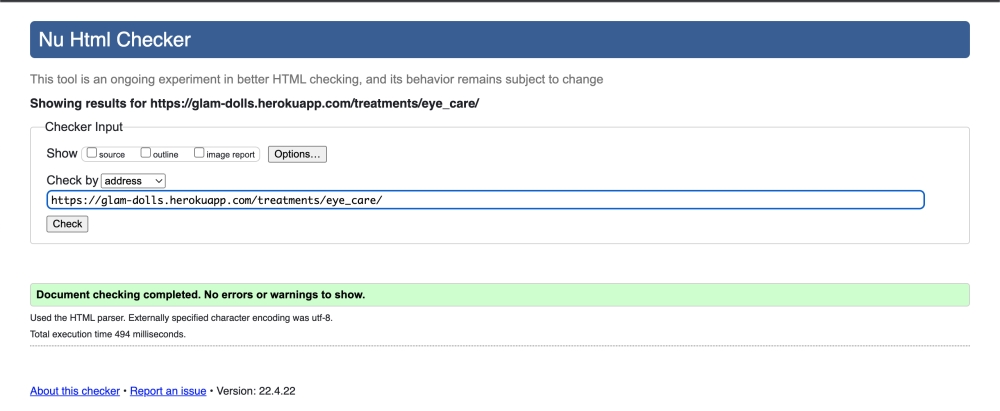 Nu Html Checker
This tool is an ongoing experiment in better HTML checking, and its behavior remains subject to change
Showing results for https://glam-dolls.herokuapp.com/treatments/eye_care/
Checker Input
Show source outline image report Options...
Check by address
https://glam-dolls.herokuapp.com/treatments/eye_care/
Check
Document checking completed. No errors or warnings to show.
Used the HTML parser. Externally specified character encoding was utf-8.
Total execution time 494 milliseconds.
About this checker • Report an issue • Version: 22.4.22